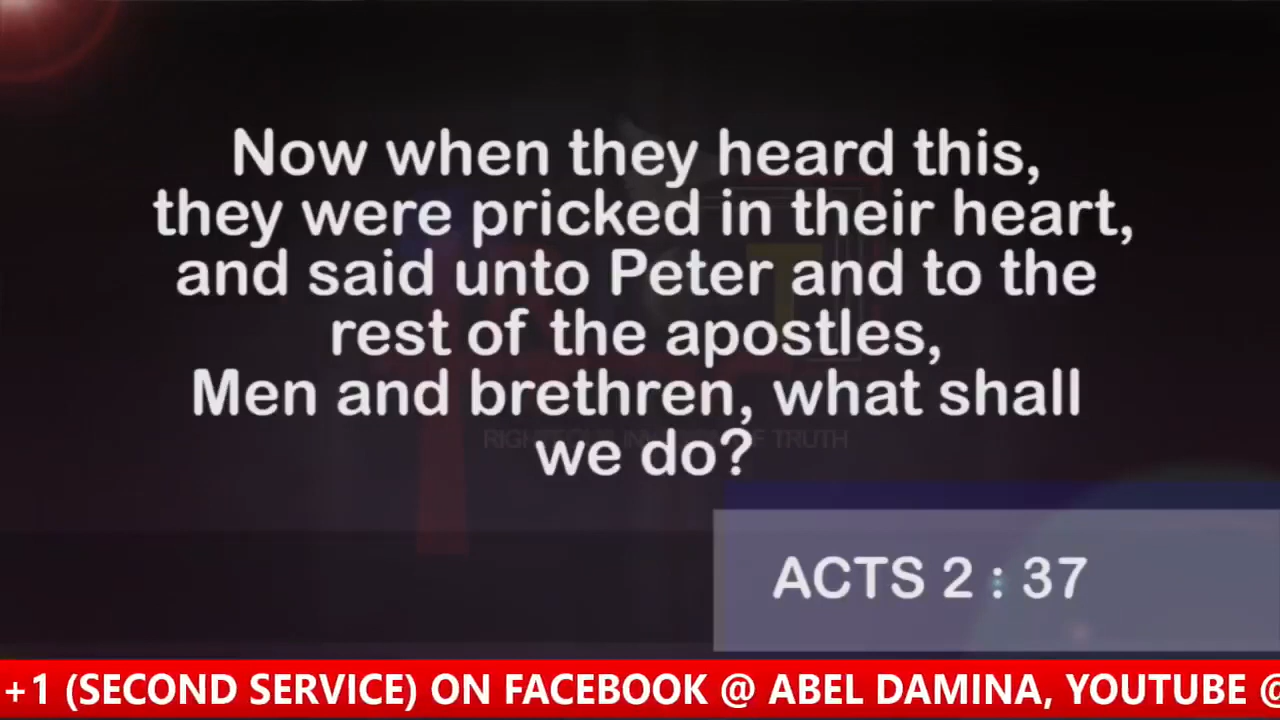 Now when they heard this,
they were pricked in their heart,
and said unto Peter and to the
rest of the apostles,
Men and brethren, what shall
we do?
ACTS 2 : 37
+1 (SECOND SERVICE) ON FACEBOOK @ ABEL DAMINA, YOUTUBE @